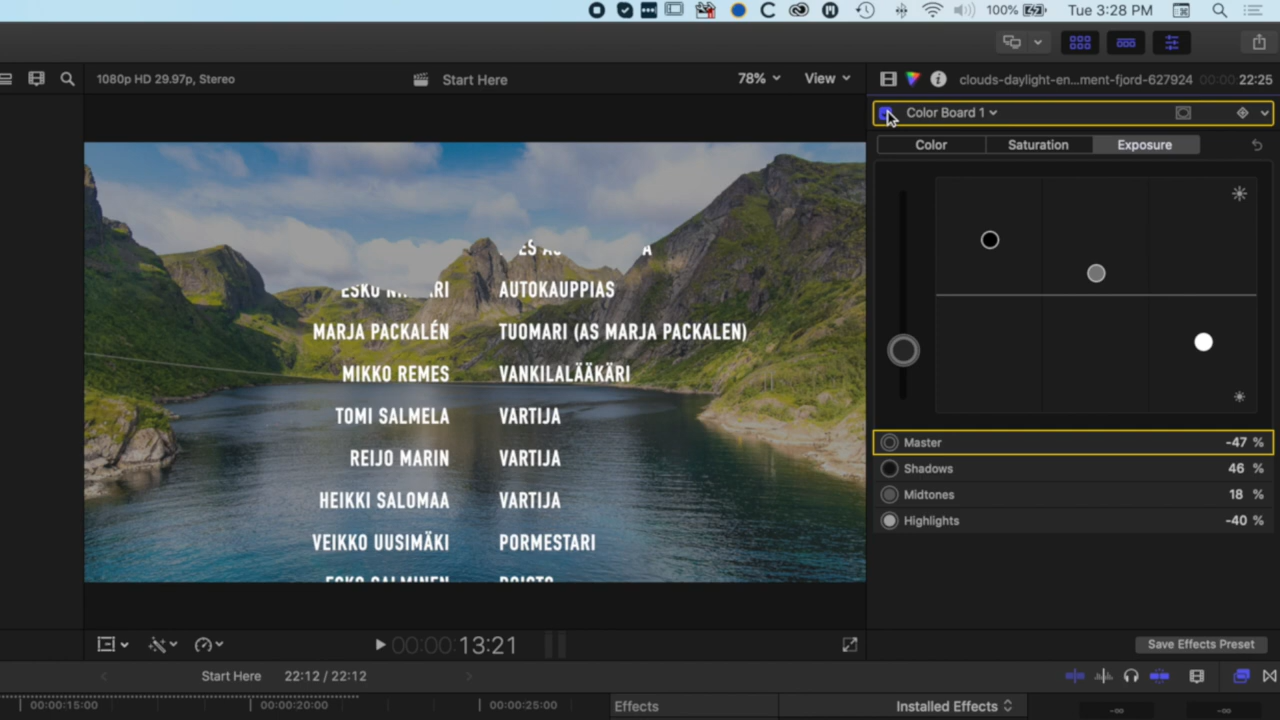 100% Tue 3:28 PM
1080p HD 29.97p, Stereo
Start Here
78% View
clouds-daylight-en...ment-fjord-627924 00:00:22:25
Color Board 1
Color Saturation Exposure
AUTOKAUPPIAS
MARJA PACKALÉN TUOMARI (AS MARJA PACKALEN)
MIKKO REMES VANKILALÄÄKÄRI
TOMI SALMELA VARTIJA
REIJO MARIN VARTIJA
HEIKKI SALOMAA VARTIJA
VEIKKO UUSIMÄKI PORMESTARI
ESKO SALMINEN
Master -47 %
Shadows 46 %
Midtones 18 %
Highlights -40 %
00:00:13:21
Save Effects Preset
Start Here 22:12 / 22:12
00:00:15:00 00:00:20:00 00:00:25:00
Effects
Installed Effects
-∞ -∞